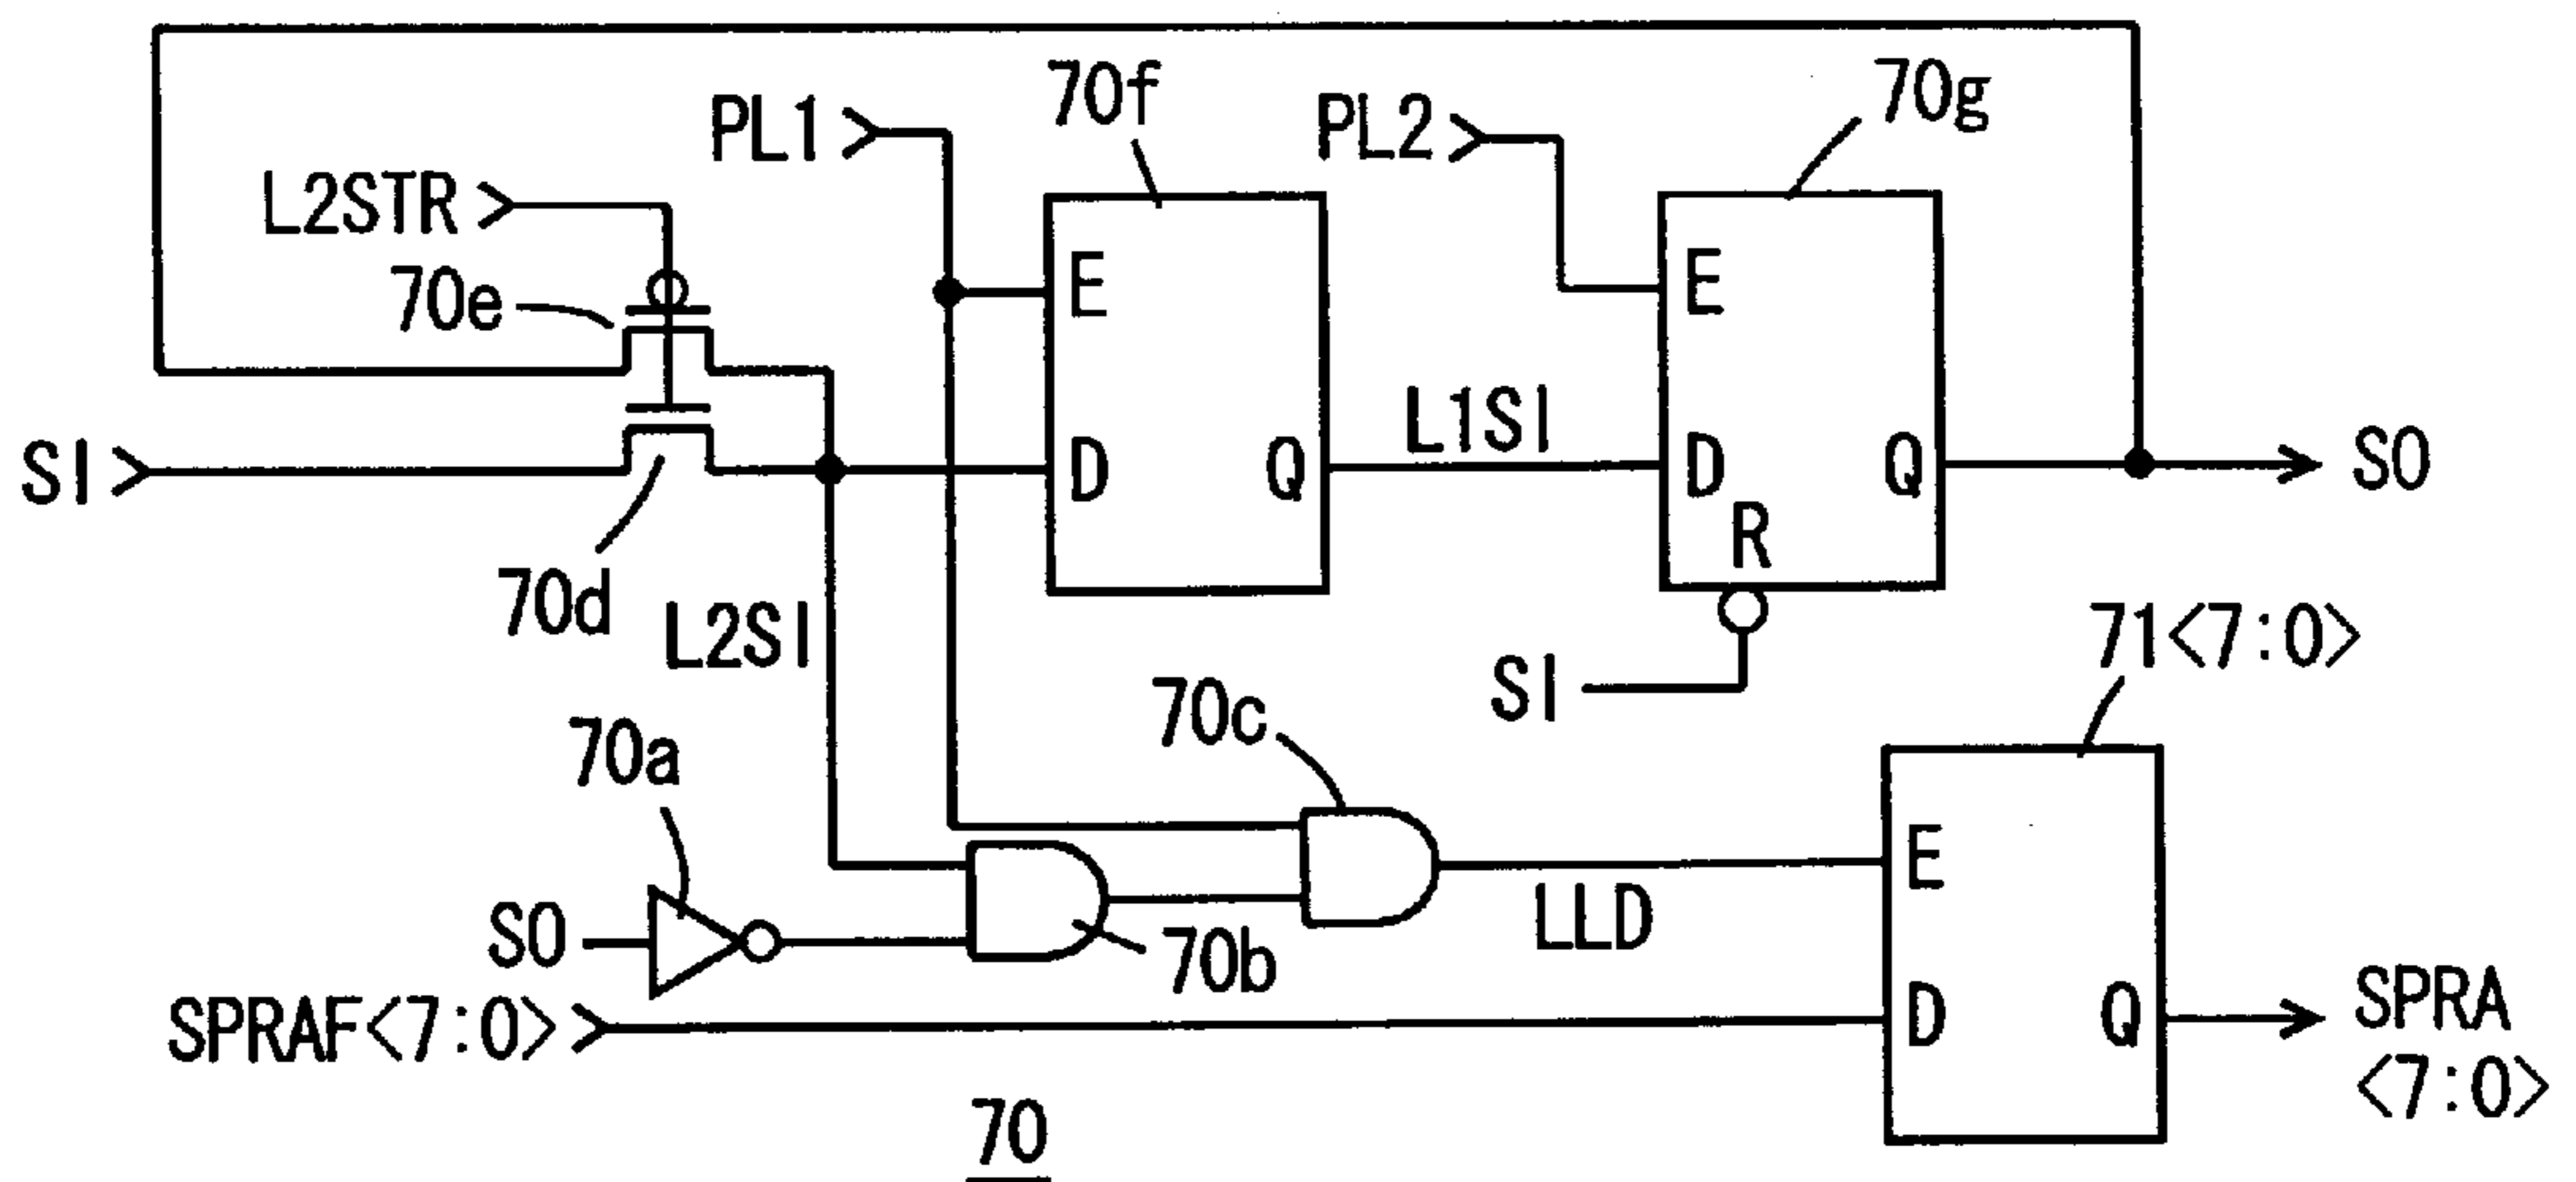 70f
70g
PL1
PL2
L2STR
70e
E
E
L1SI
SI
D
Q
D
Q
SO
R
70d
L2SI
SI
71<7:0>
70c
70a
E
LLD
SO
70b
SPRAF<7:0>
D
Q
SPRA
<7:0>
70